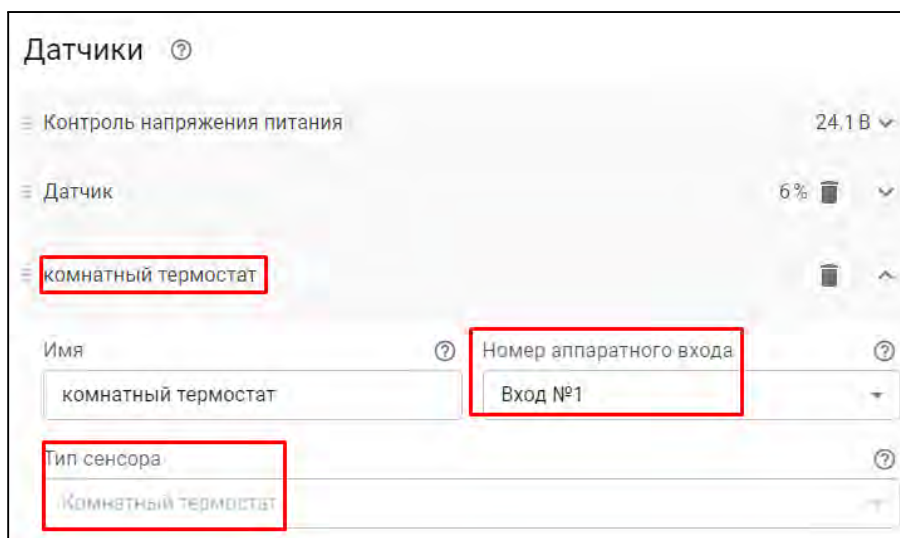 Датчики
Контроль напряжения питания 24.1 В
Датчик 6 %
комнатный термостат
Имя Номер аппаратного входа
комнатный термостат Вход №1
Тип сенсора
Комнатный термостат